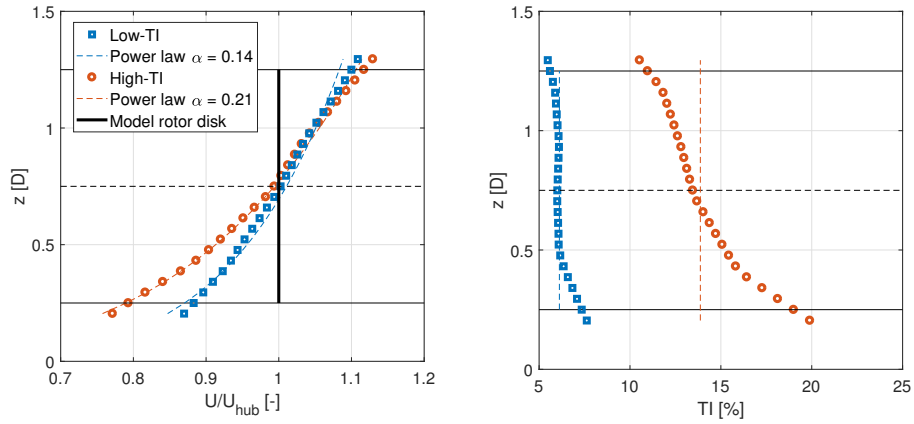 1.5
1
0.5
0
z [D]
Low-TI
Power law α = 0.14
High-TI
Power law α = 0.21
Model rotor disk
0.7 0.8 0.9 1 1.1 1.2
U/U_hub [-]
1.5
1
0.5
0
z [D]
5 10 15 20 25
TI [%]